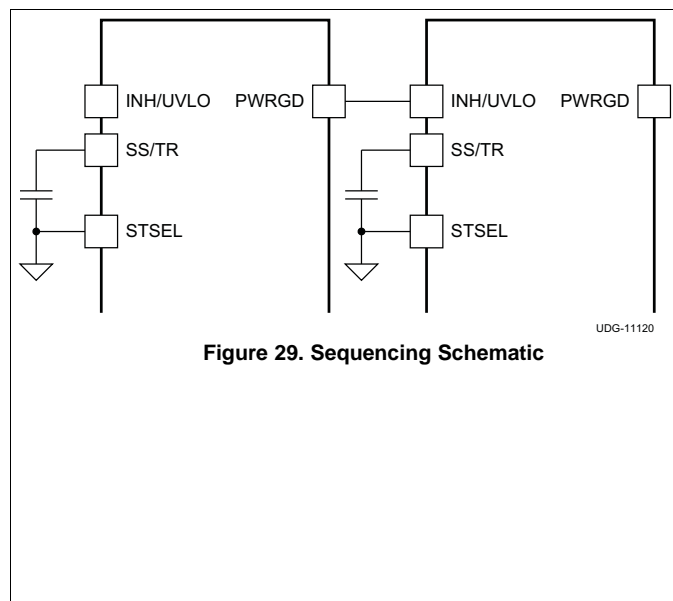 INH/UVLO PWRGD INH/UVLO PWRGD
SS/TR SS/TR
STSEL STSEL
UDG-11120
Figure 29. Sequencing Schematic